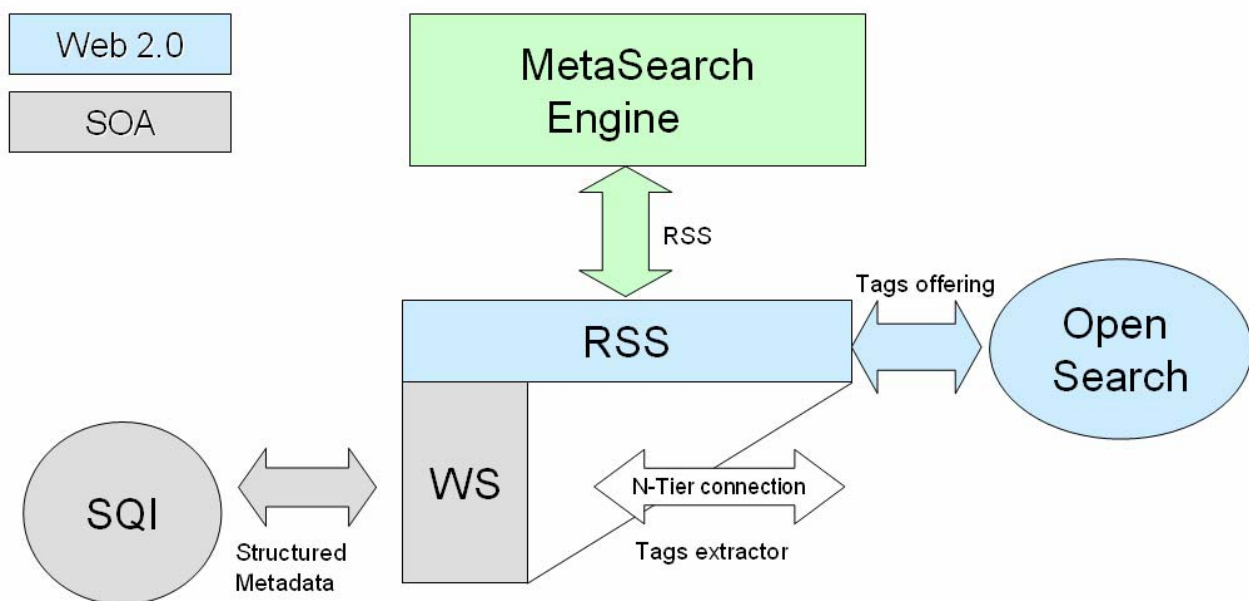 Web 2.0
SOA
MetaSearch
Engine
RSS
Tags offering
RSS
Open
Search
WS
SQI
N-Tier connection
Structured
Metadata
Tags extractor